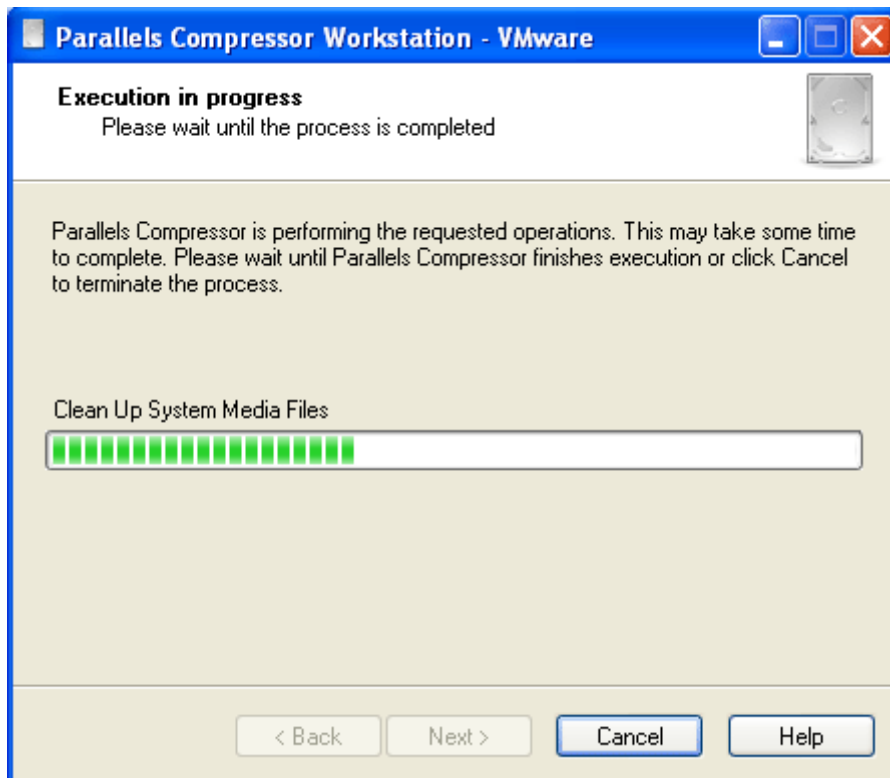 Parallels Compressor Workstation - VMware
Execution in progress
Please wait until the process is completed
Parallels Compressor is performing the requested operations. This may take some time
to complete. Please wait until Parallels Compressor finishes execution or click Cancel
to terminate the process.
Clean Up System Media Files
< Back
Next >
Cancel
Help